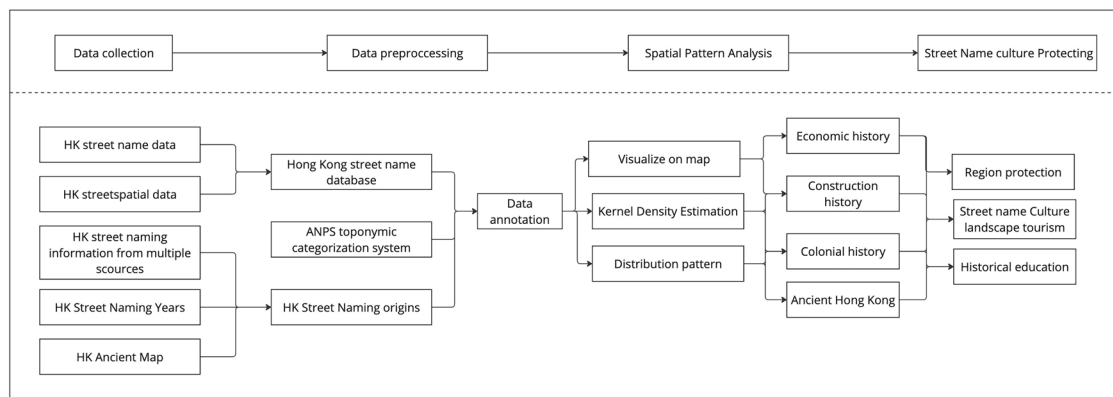 Data collection
Data preproccessing
Spatial Pattern Analysis
Street Name culture Protecting
HK street name data
HK streetspatial data
HK street naming
information from multiple
scources
HK Street Naming Years
HK Ancient Map
Hong Kong street name
database
ANPS toponymic
categorization system
HK Street Naming origins
Data
annotation
Visualize on map
Kernel Density Estimation
Distribution pattern
Economic history
Construction
history
Colonial history
Ancient Hong Kong
Region protection
Street name Culture
landscape tourism
Historical education